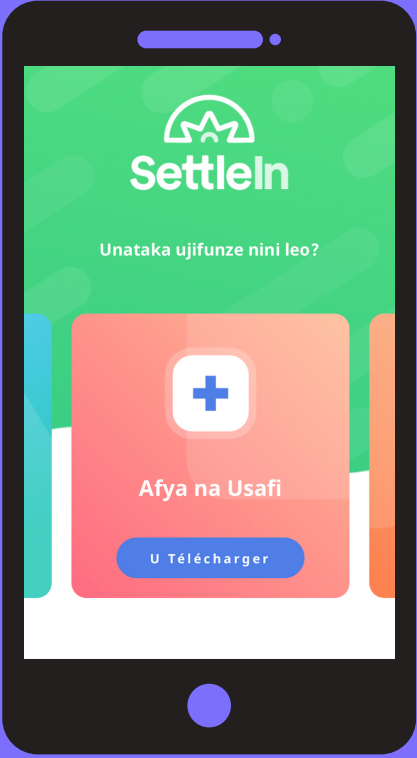 SettleIn
Unataka ujifunze nini leo?
Afya na Usafi
U Télécharger